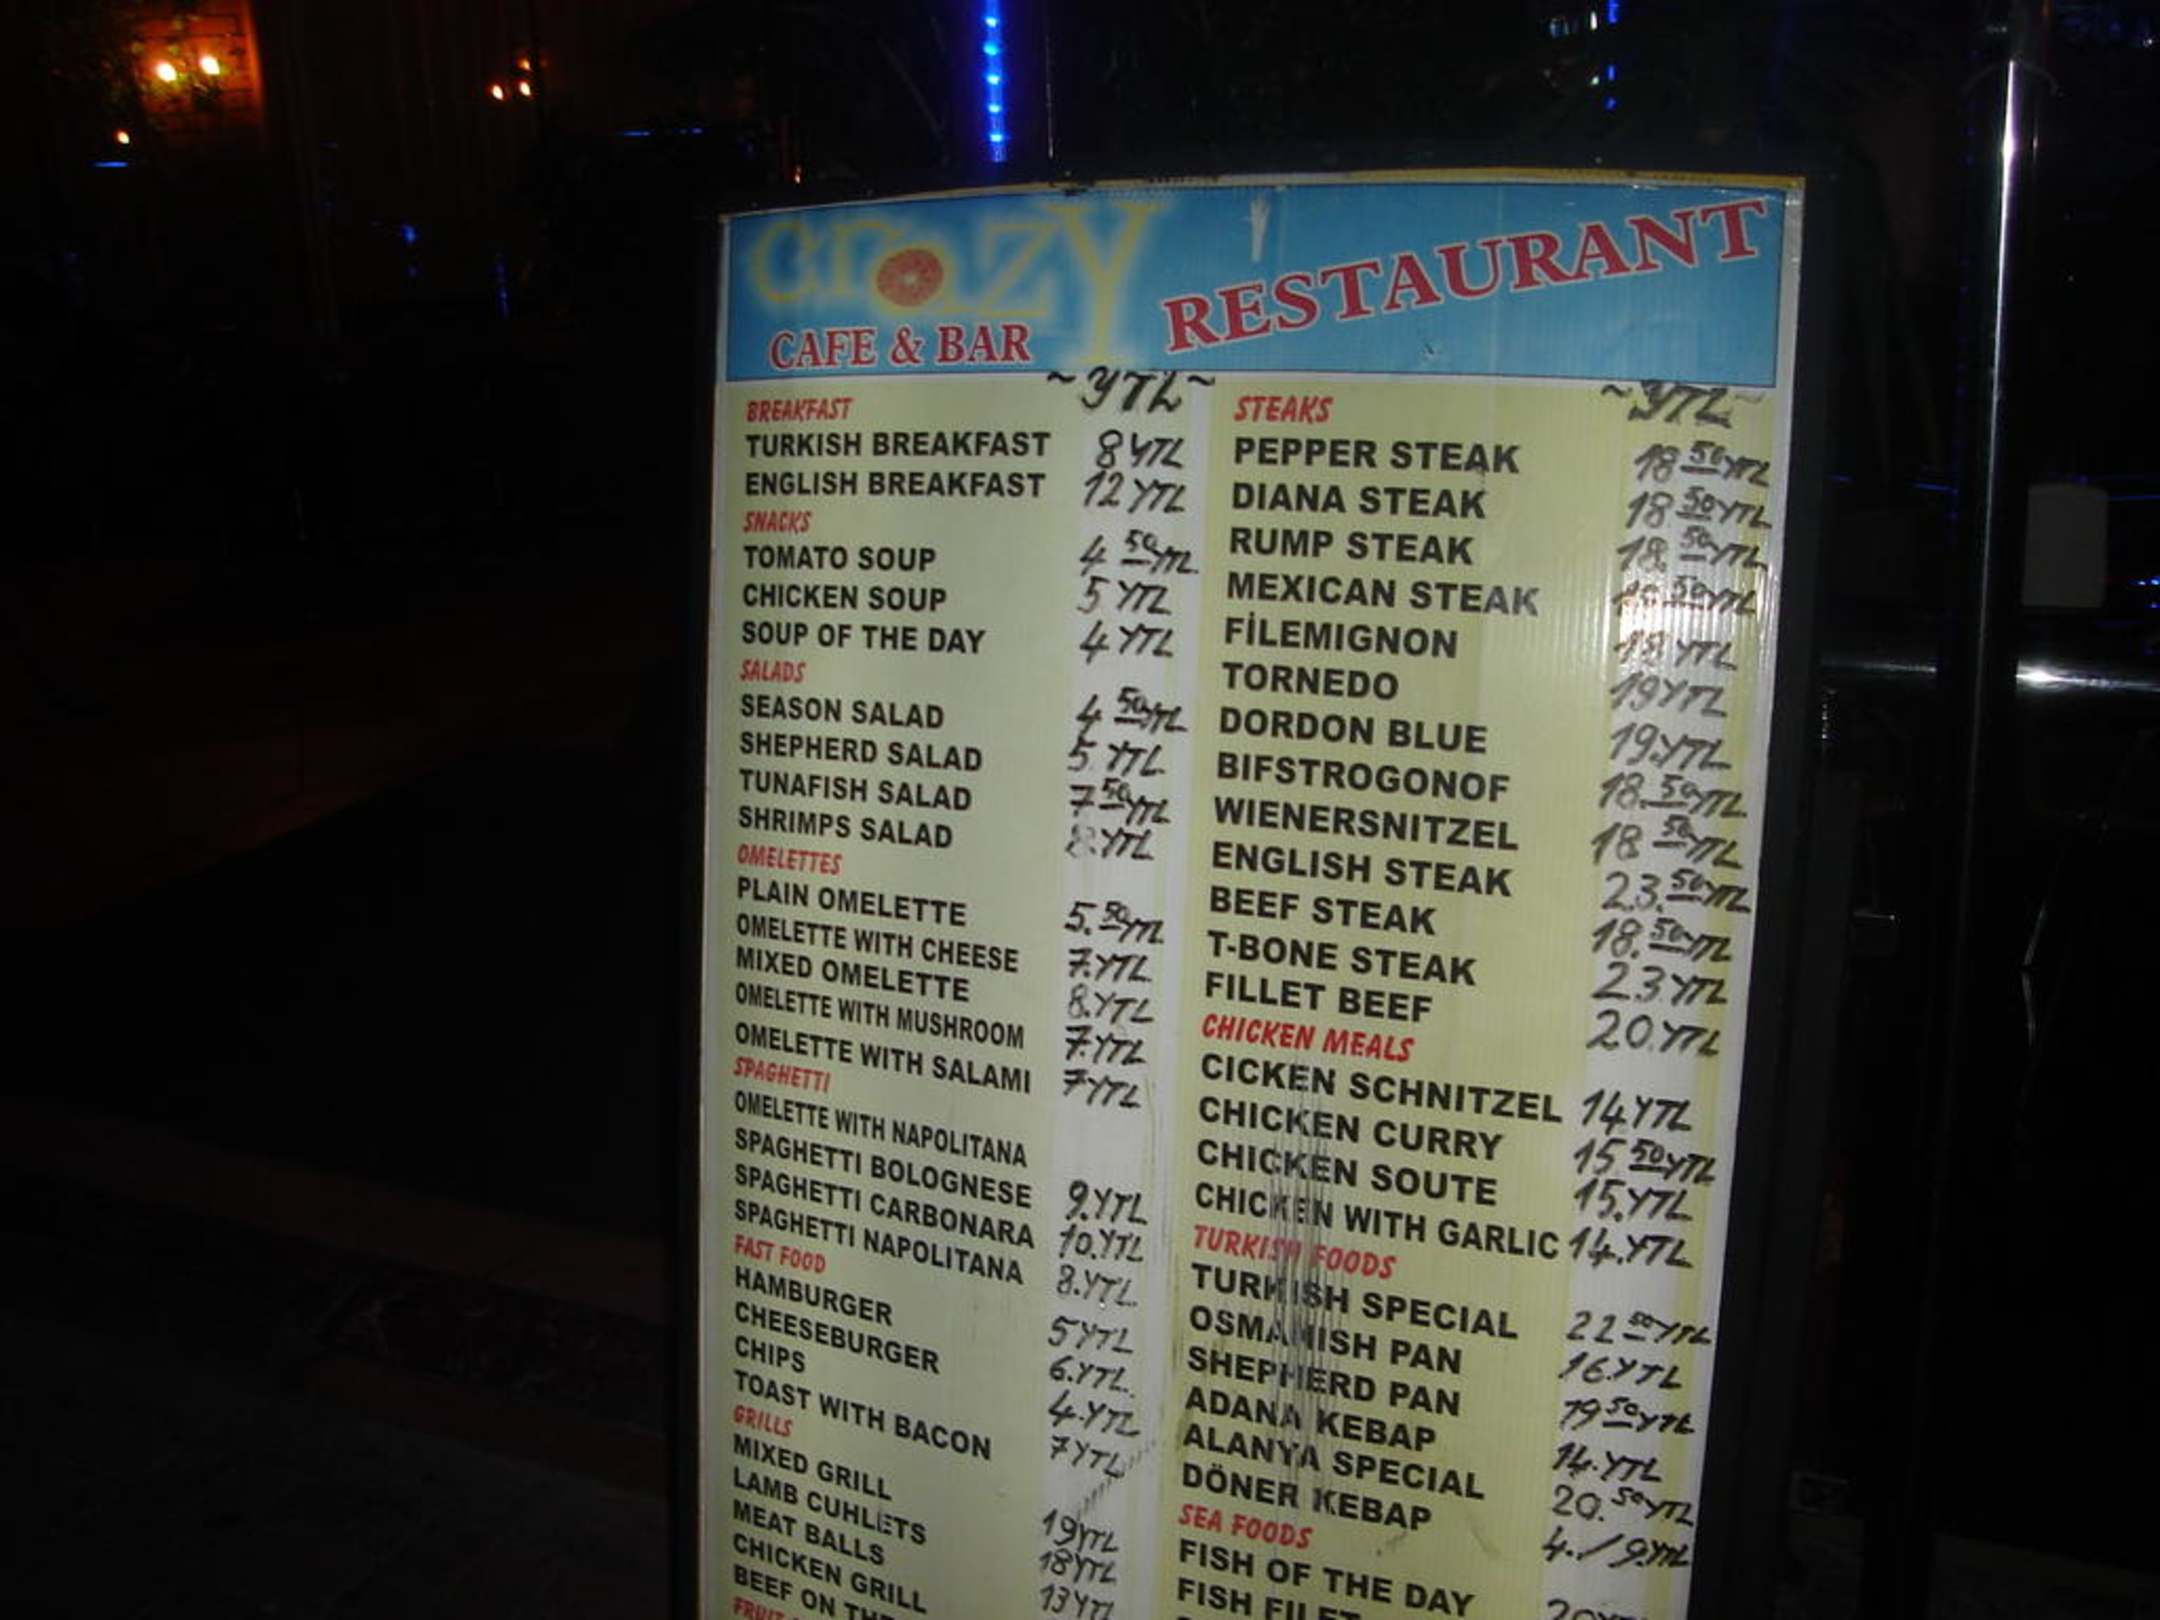 crazy
CAFE & BAR
RESTAURANT
~YTL~
BREAKFAST
TURKISH BREAKFAST 8 YTL
ENGLISH BREAKFAST 12 YTL
SNACKS
TOMATO SOUP 4 50 YTL
CHICKEN SOUP 5 YTL
SOUP OF THE DAY 4 YTL
SALADS
SEASON SALAD 4 50 YTL
SHEPHERD SALAD 5 YTL
TUNAFISH SALAD 7 50 YTL
SHRIMPS SALAD 8.YTL
OMELETTES
PLAIN OMELETTE 5.50 YTL
OMELETTE WITH CHEESE 7.YTL
MIXED OMELETTE 8.YTL
OMELETTE WITH MUSHROOM 7.YTL
OMELETTE WITH SALAMI 7 YTL
SPAGHETTI
OMELETTE WITH NAPOLITANA
SPAGHETTI BOLOGNESE 9.YTL
SPAGHETTI CARBONARA 10.YTL
SPAGHETTI NAPOLITANA 8.YTL
FAST FOOD
HAMBURGER 5 YTL
CHEESEBURGER 6.YTL
CHIPS 4.YTL
TOAST WITH BACON 7 YTL
GRILLS
MIXED GRILL 19 YTL
LAMB CUHLETS 18 YTL
MEAT BALLS 13 YTL
CHICKEN GRILL
BEEF ON THE
~YTL~
STEAKS
PEPPER STEAK 18 50 YTL
DIANA STEAK 18 50 YTL
RUMP STEAK 18. 50 YTL
MEXICAN STEAK 50 YTL
FİLEMIGNON YTL
TORNEDO 19 YTL
DORDON BLUE 19.YTL
BIFSTROGONOF 18.50 YTL
WIENERSNITZEL 18 50 YTL
ENGLISH STEAK 23.50 YTL
BEEF STEAK 18.50 YTL
T-BONE STEAK 23 YTL
FILLET BEEF 20.YTL
CHICKEN MEALS
CICKEN SCHNITZEL 14 YTL
CHICKEN CURRY 15 50 YTL
CHICKEN SOUTE 15.YTL
CHICKEN WITH GARLIC 14.YTL
TURKISH FOODS
TURKISH SPECIAL 22 50 YTL
OSMANISH PAN 16.YTL
SHEPHERD PAN 19 50 YTL
ADANA KEBAP 14.YTL
ALANYA SPECIAL 20.50 YTL
DÖNER KEBAP 4./9.YTL
SEA FOODS
FISH OF THE DAY
FISH FILET